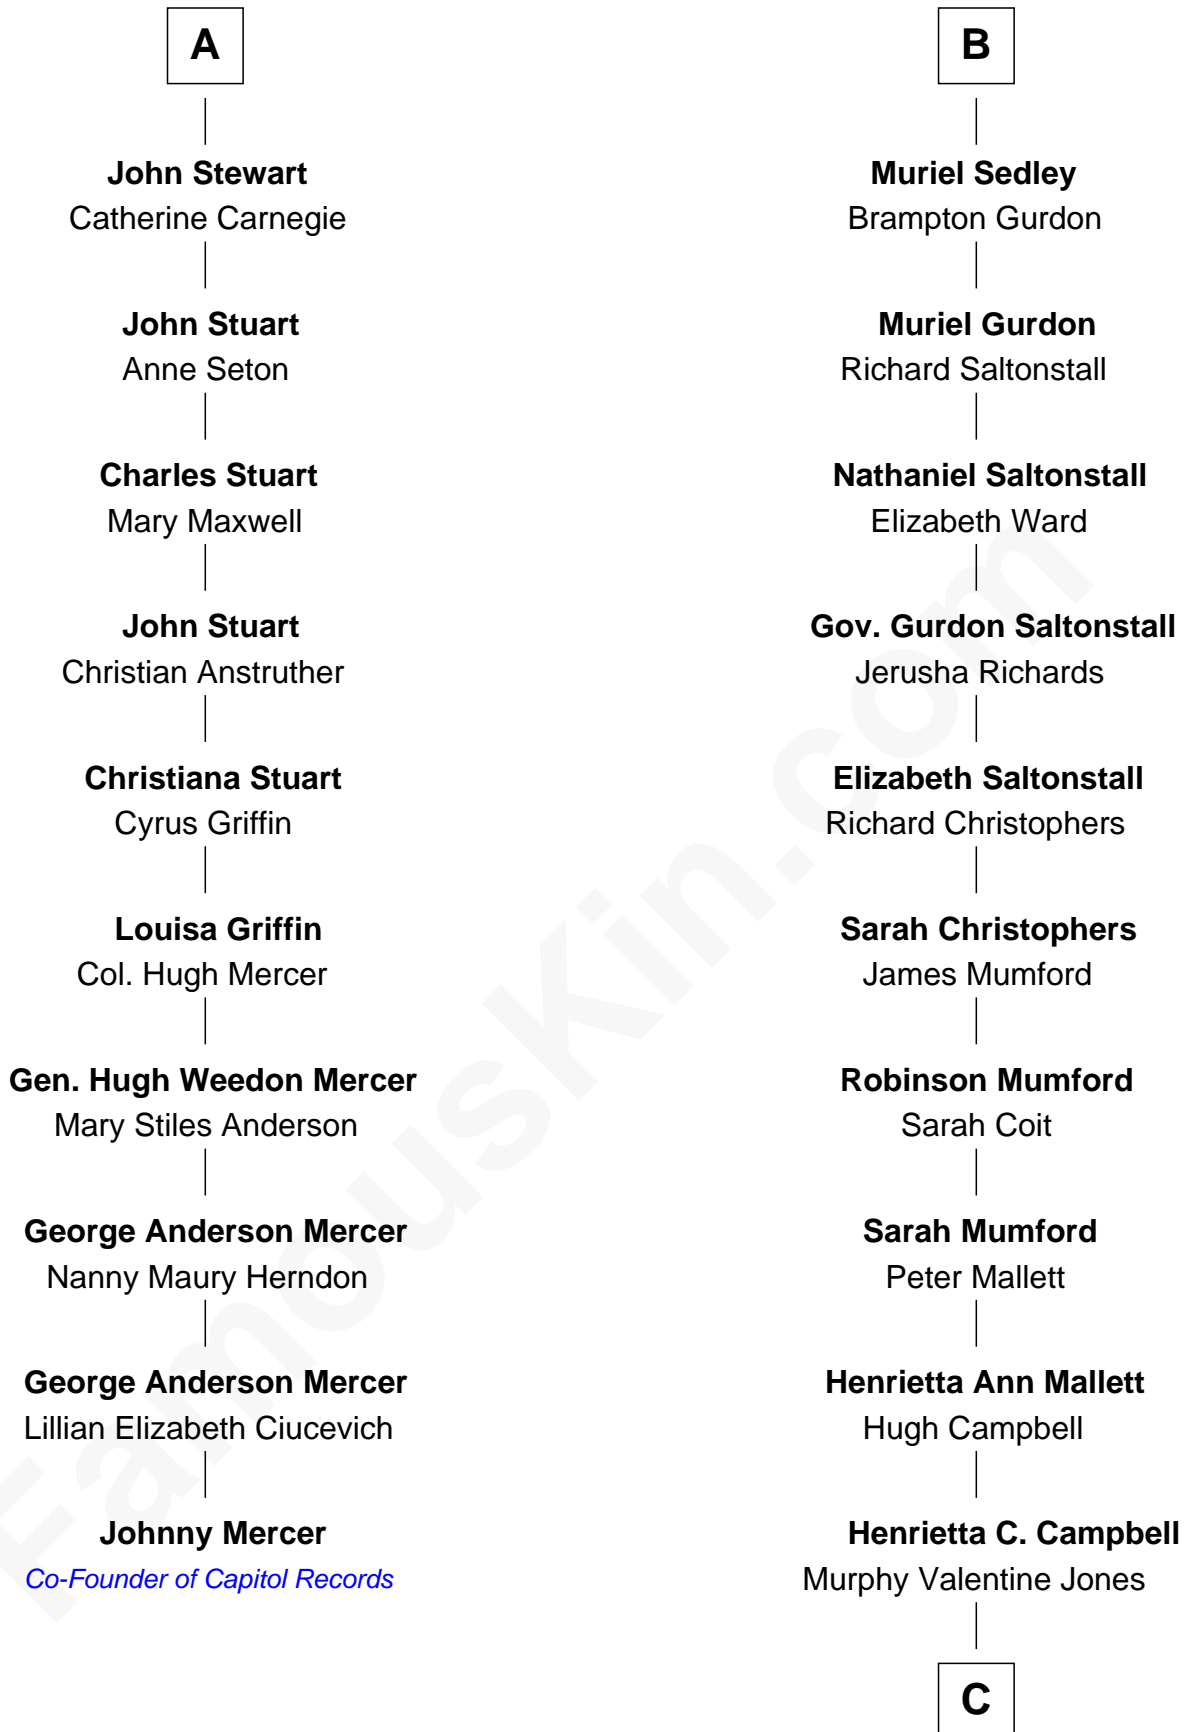 A
John Stewart
Catherine Carnegie
John Stuart
Anne Seton
Charles Stuart
Mary Maxwell
John Stuart
Christian Anstruther
Christiana Stuart
Cyrus Griffin
Louisa Griffin
Col. Hugh Mercer
Gen. Hugh Weedon Mercer
Mary Stiles Anderson
George Anderson Mercer
Nanny Maury Herndon
George Anderson Mercer
Lillian Elizabeth Ciucevich
Johnny Mercer
Co-Founder of Capitol Records
B
Muriel Sedley
Brampton Gurdon
Muriel Gurdon
Richard Saltonstall
Nathaniel Saltonstall
Elizabeth Ward
Gov. Gurdon Saltonstall
Jerusha Richards
Elizabeth Saltonstall
Richard Christophers
Sarah Christophers
James Mumford
Robinson Mumford
Sarah Coit
Sarah Mumford
Peter Mallett
Henrietta Ann Mallett
Hugh Campbell
Henrietta C. Campbell
Murphy Valentine Jones
C
FamousKin.com